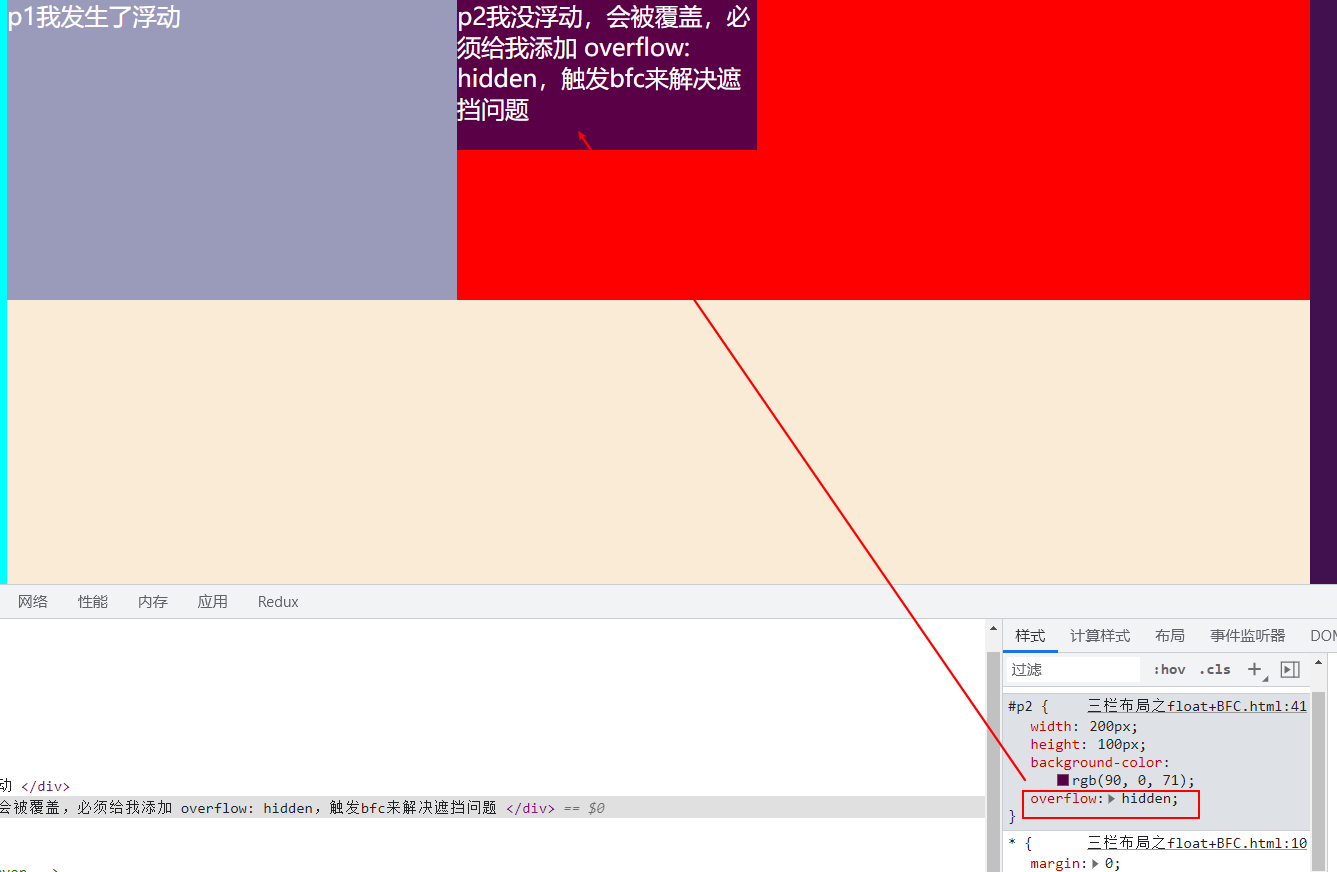 p1我发生了浮动
p2我没浮动，会被覆盖，必
须给我添加 overflow:
hidden，触发bfc来解决遮
挡问题
网络 性能 内存 应用 Redux
样式 计算样式 布局 事件监听器 DOM
过滤 :hov .cls
#p2 { 三栏布局之float+BFC.html:41
width: 200px;
height: 100px;
background-color:
rgb(90, 0, 71);
overflow: hidden;
}
* { 三栏布局之float+BFC.html:10
margin: 0;
动 </div>
会被覆盖，必须给我添加 overflow: hidden，触发bfc来解决遮挡问题 </div> == $0